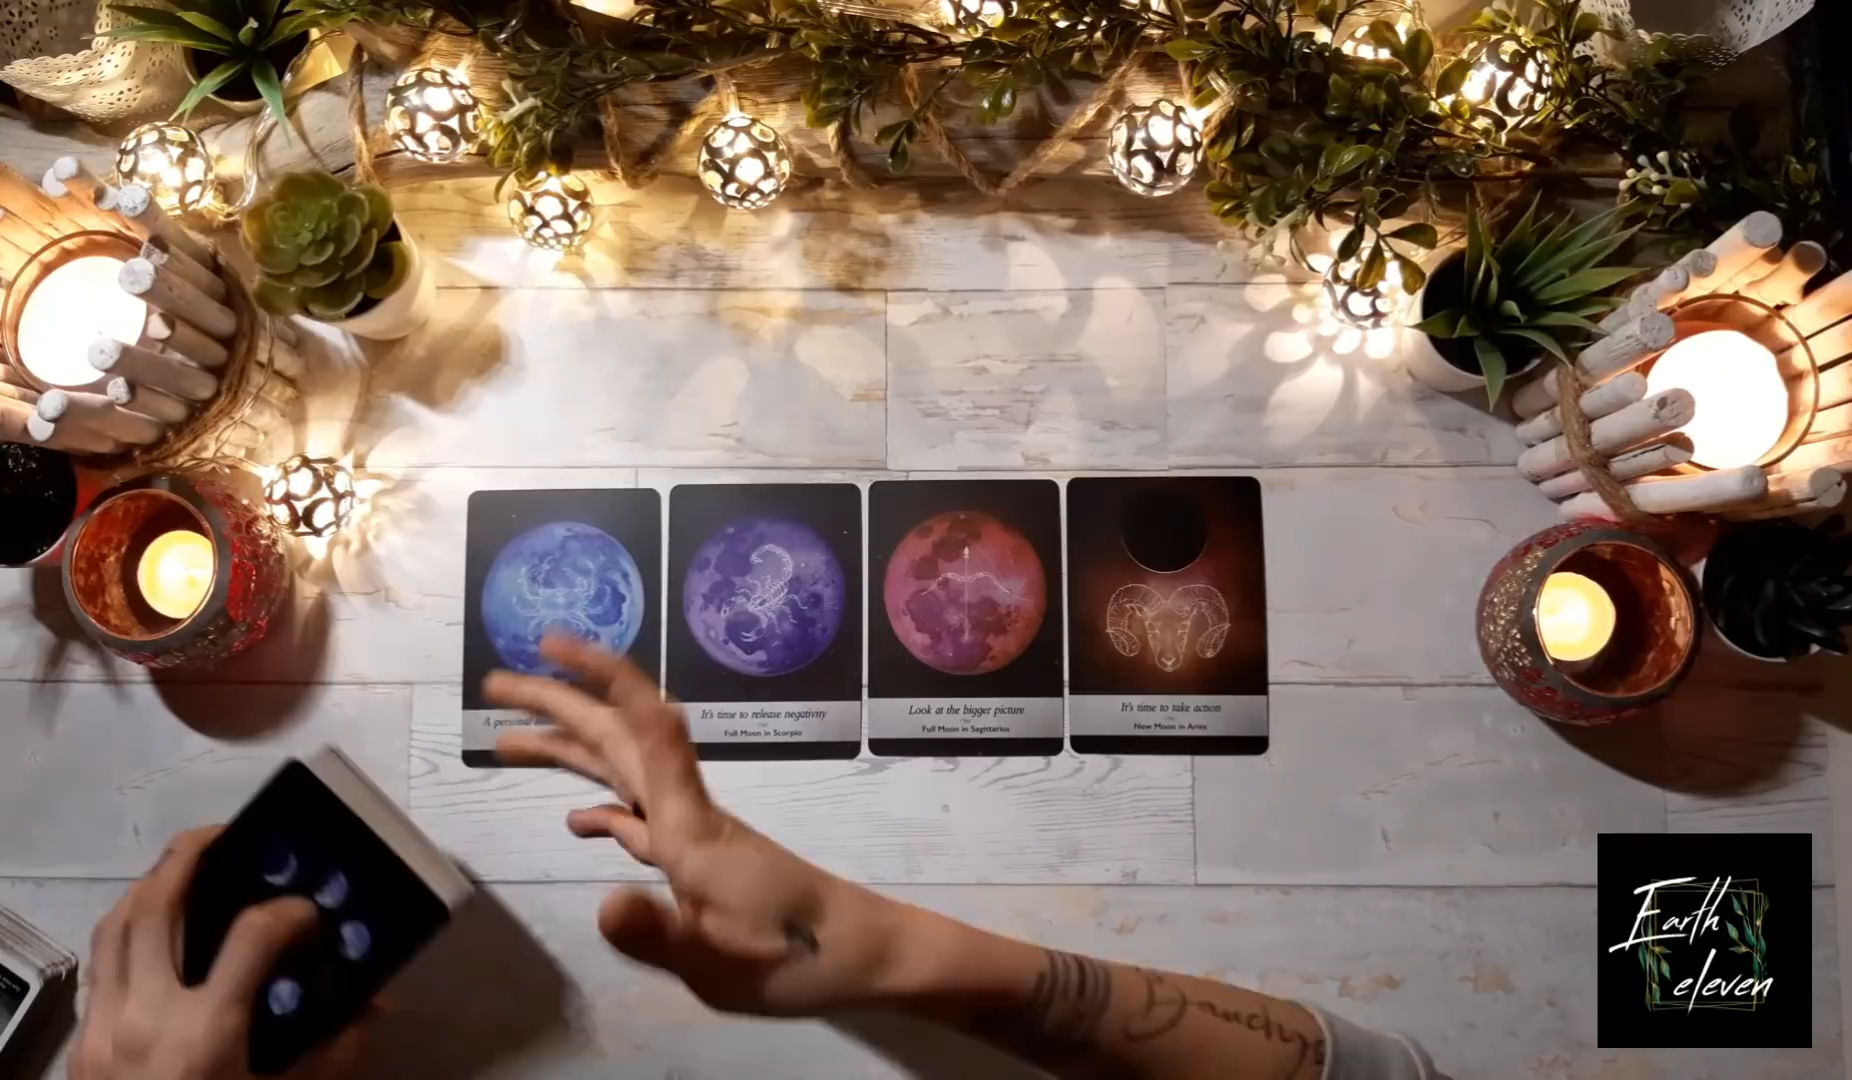 A personal
It's time to release negativity
Full Moon in Scorpio
Look at the bigger picture
Full Moon in Sagittarius
It's time to take action
New Moon in Aries
Earth
eleven